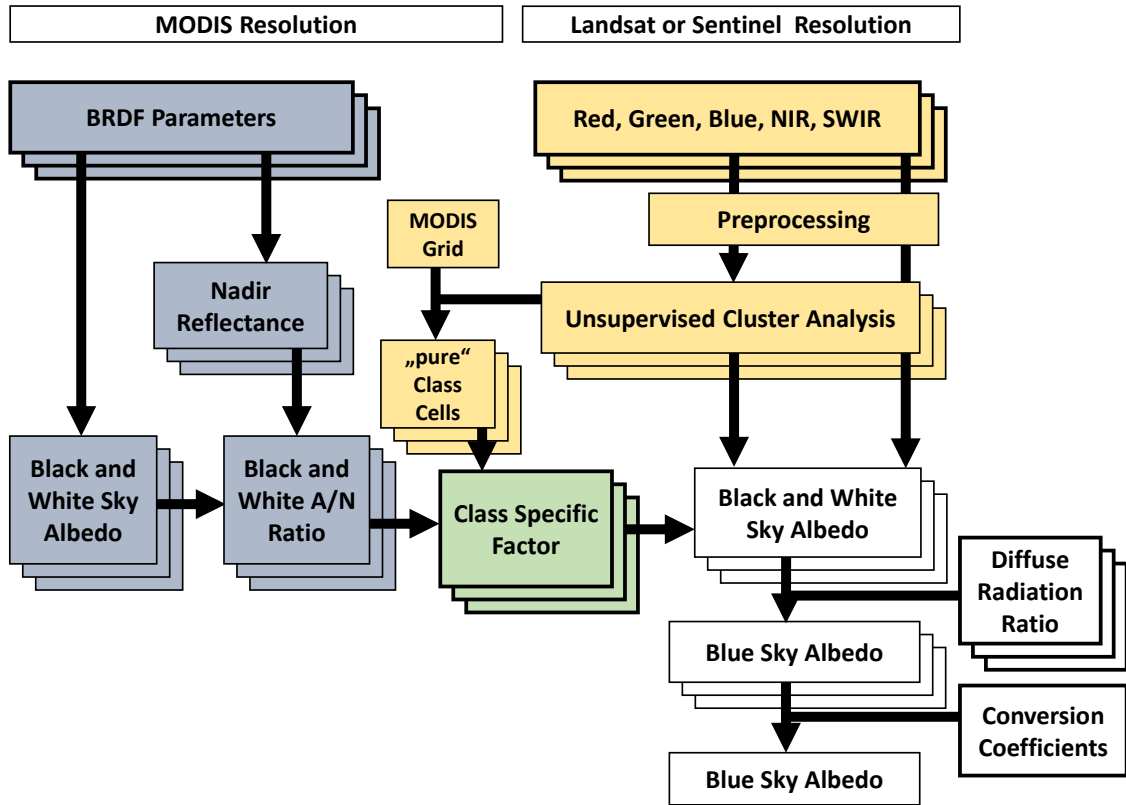 MODIS Resolution
Landsat or Sentinel Resolution
BRDF Parameters
Red, Green, Blue, NIR, SWIR
MODIS
Grid
Preprocessing
Nadir
Reflectance
Unsupervised Cluster Analysis
„pure“
Class
Cells
Black and
White Sky
Albedo
Black and
White A/N
Ratio
Class Specific
Factor
Black and White
Sky Albedo
Diffuse
Radiation
Ratio
Blue Sky Albedo
Conversion
Coefficients
Blue Sky Albedo